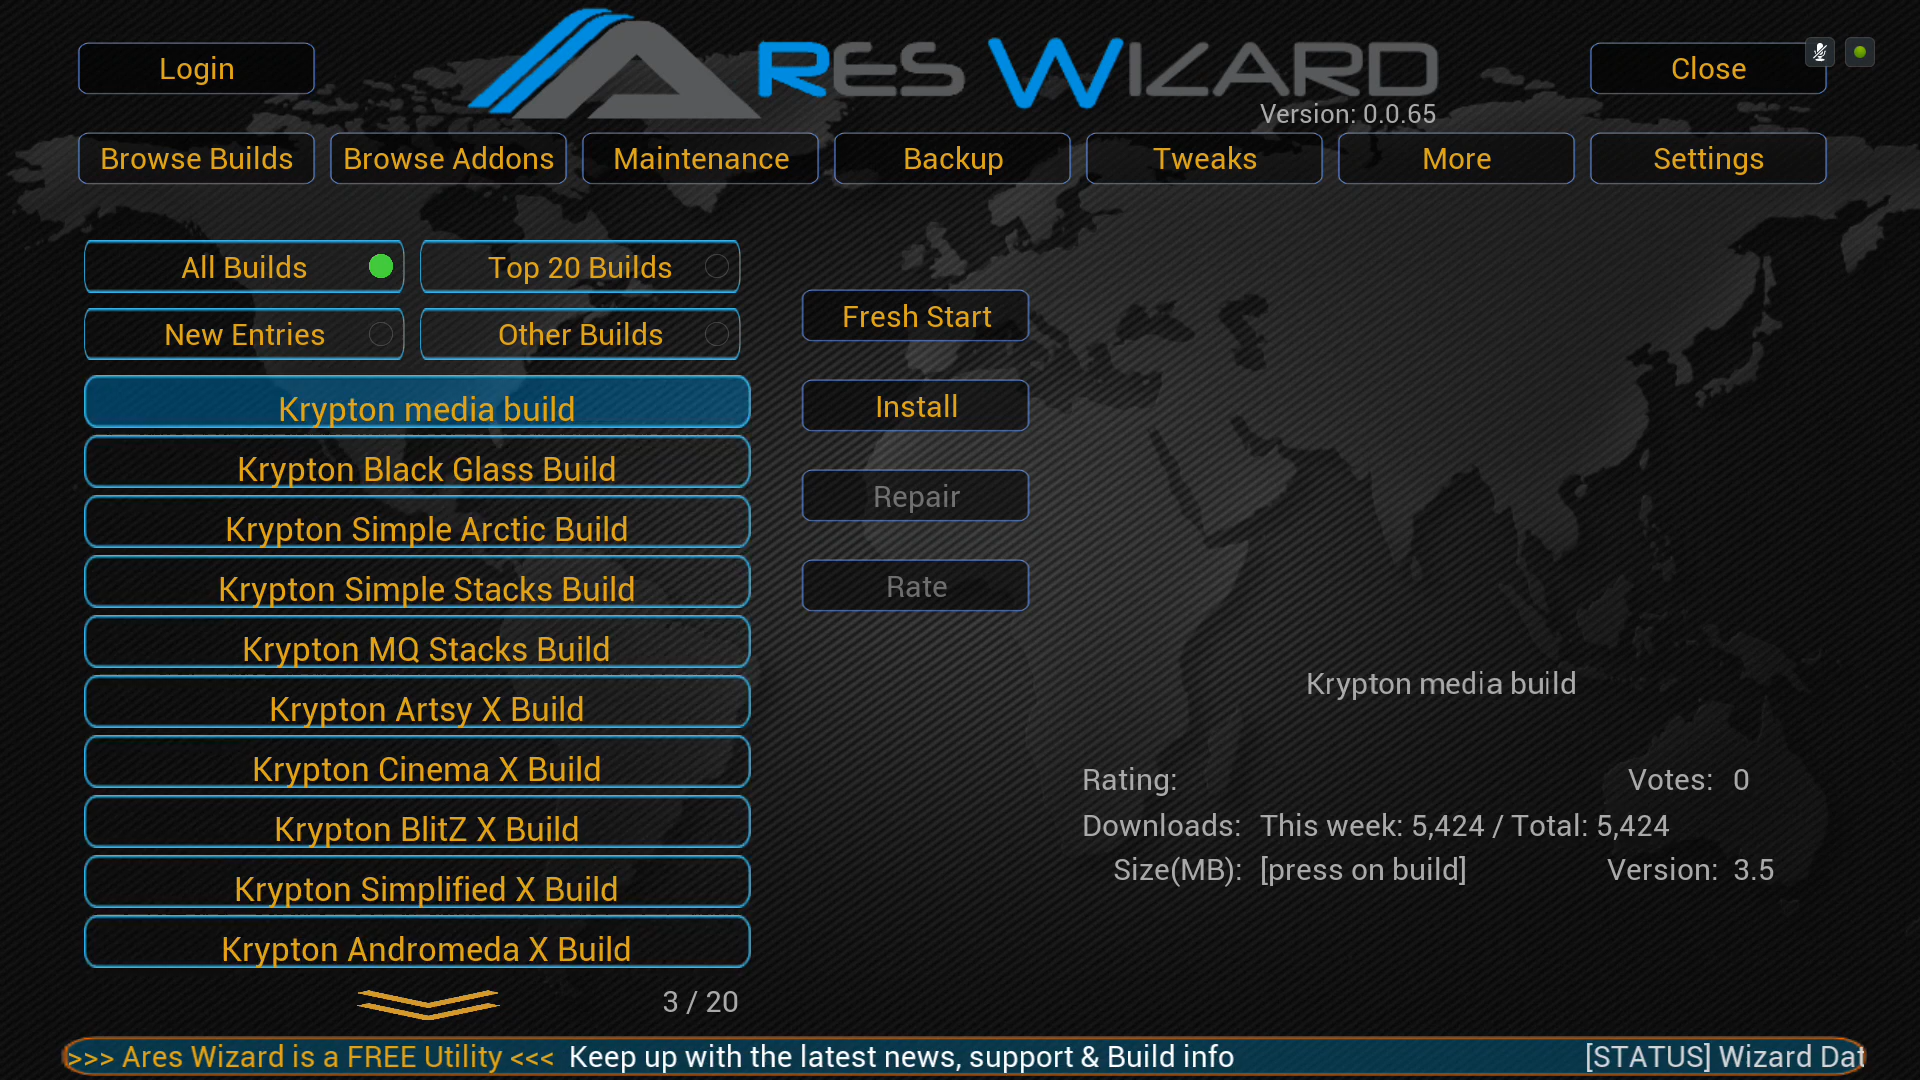 ARES WIZARD
Login
Close
Version: 0.0.65
Browse Builds
Browse Addons
Maintenance
Backup
Tweaks
More
Settings
All Builds
Top 20 Builds
New Entries
Other Builds
Krypton media build
Krypton Black Glass Build
Krypton Simple Arctic Build
Krypton Simple Stacks Build
Krypton MQ Stacks Build
Krypton Artsy X Build
Krypton Cinema X Build
Krypton BlitZ X Build
Krypton Simplified X Build
Krypton Andromeda X Build
3 / 20
Fresh Start
Install
Repair
Rate
Krypton media build
Rating:
Votes: 0
Downloads: This week: 5,424 / Total: 5,424
Size(MB): [press on build]
Version: 3.5
>>> Ares Wizard is a FREE Utility <<< Keep up with the latest news, support & Build info
[STATUS] Wizard Dat